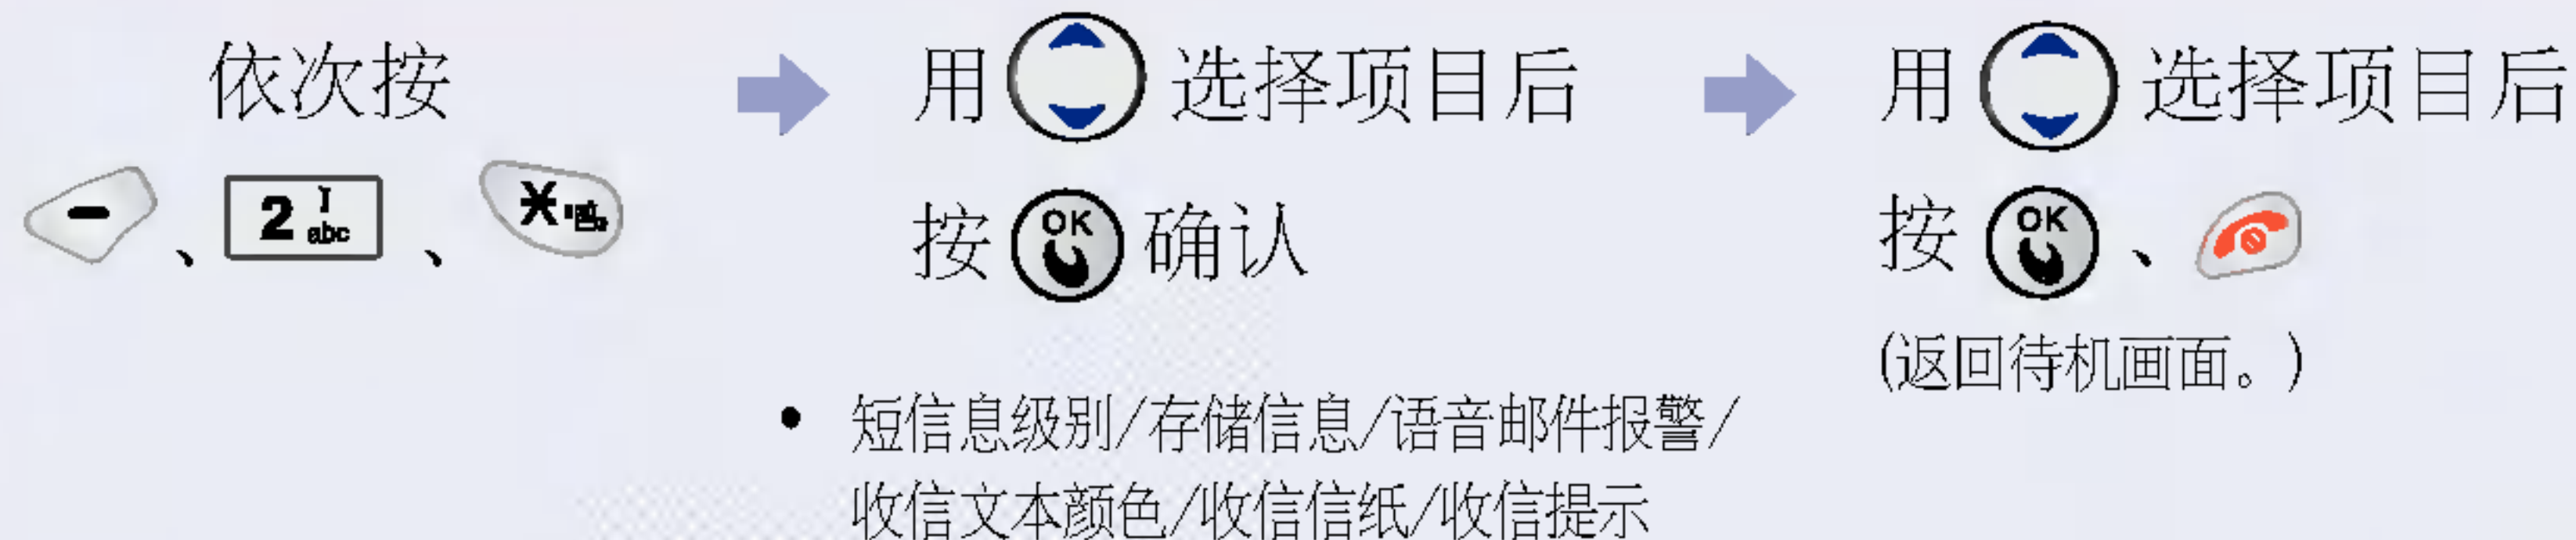 依次按
、2 abc、
用 选择项目后
按 OK 确认
• 短信息级别/存储信息/语音邮件报警/
收信文本颜色/收信信纸/收信提示
用 选择项目后
按 OK 、
(返回待机画面。)